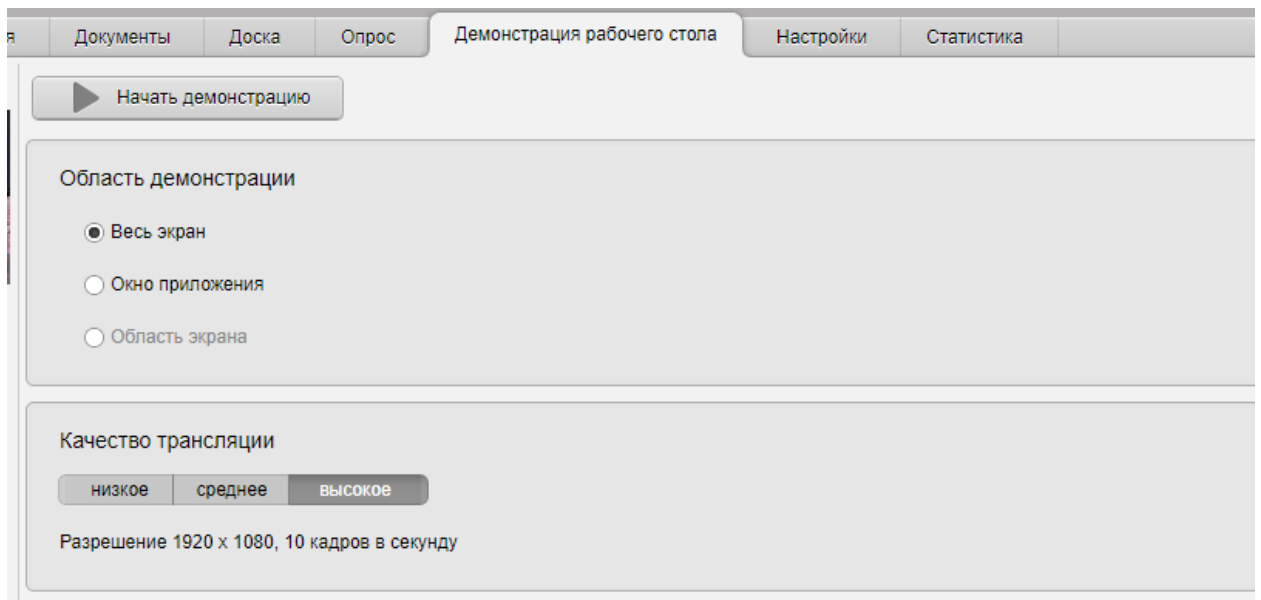 я Документы Доска Опрос Демонстрация рабочего стола Настройки Статистика
Начать демонстрацию
Область демонстрации
Весь экран
Окно приложения
Область экрана
Качество трансляции
низкое среднее высокое
Разрешение 1920 x 1080, 10 кадров в секунду